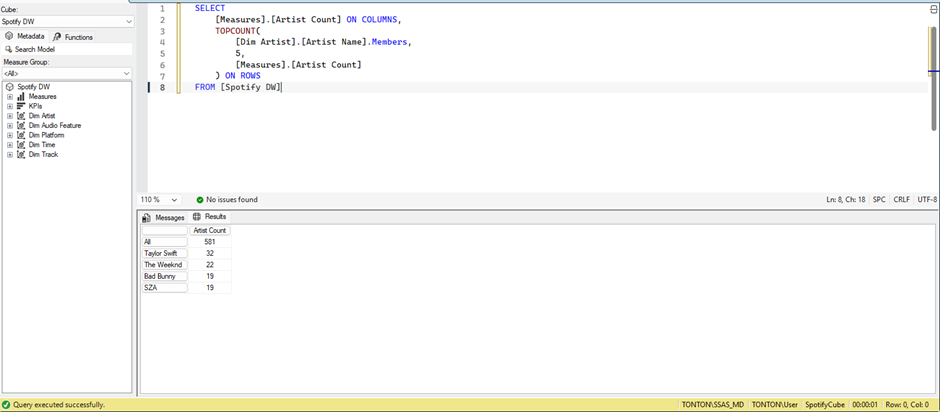 Cube:
Spotify DW
Metadata Functions
Search Model
Measure Group:
<All>
Spotify DW
Measures
KPIs
Dim Artist
Dim Audio Feature
Dim Platform
Dim Time
Dim Track
1 SELECT
2 [Measures].[Artist Count] ON COLUMNS,
3 TOPCOUNT(
4 [Dim Artist].[Artist Name].Members,
5 5,
6 [Measures].[Artist Count]
7 ) ON ROWS
8 FROM [Spotify DW]
110 % No issues found Ln: 8, Ch: 18 SPC CRLF UTF-8
Messages Results
Artist Count
All 581
Taylor Swift 32
The Weeknd 22
Bad Bunny 19
SZA 19
Query executed successfully. TONTON\SSAS_MD TONTON\User SpotifyCube 00:00:01 Row: 0, Col: 0